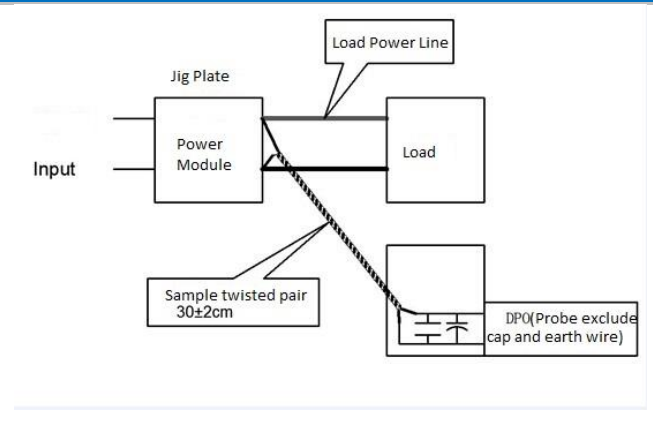 Load Power Line
Jig Plate
Power
Module
Load
Input
Sample twisted pair
30±2cm
DPO(Probe exclude
cap and earth wire)